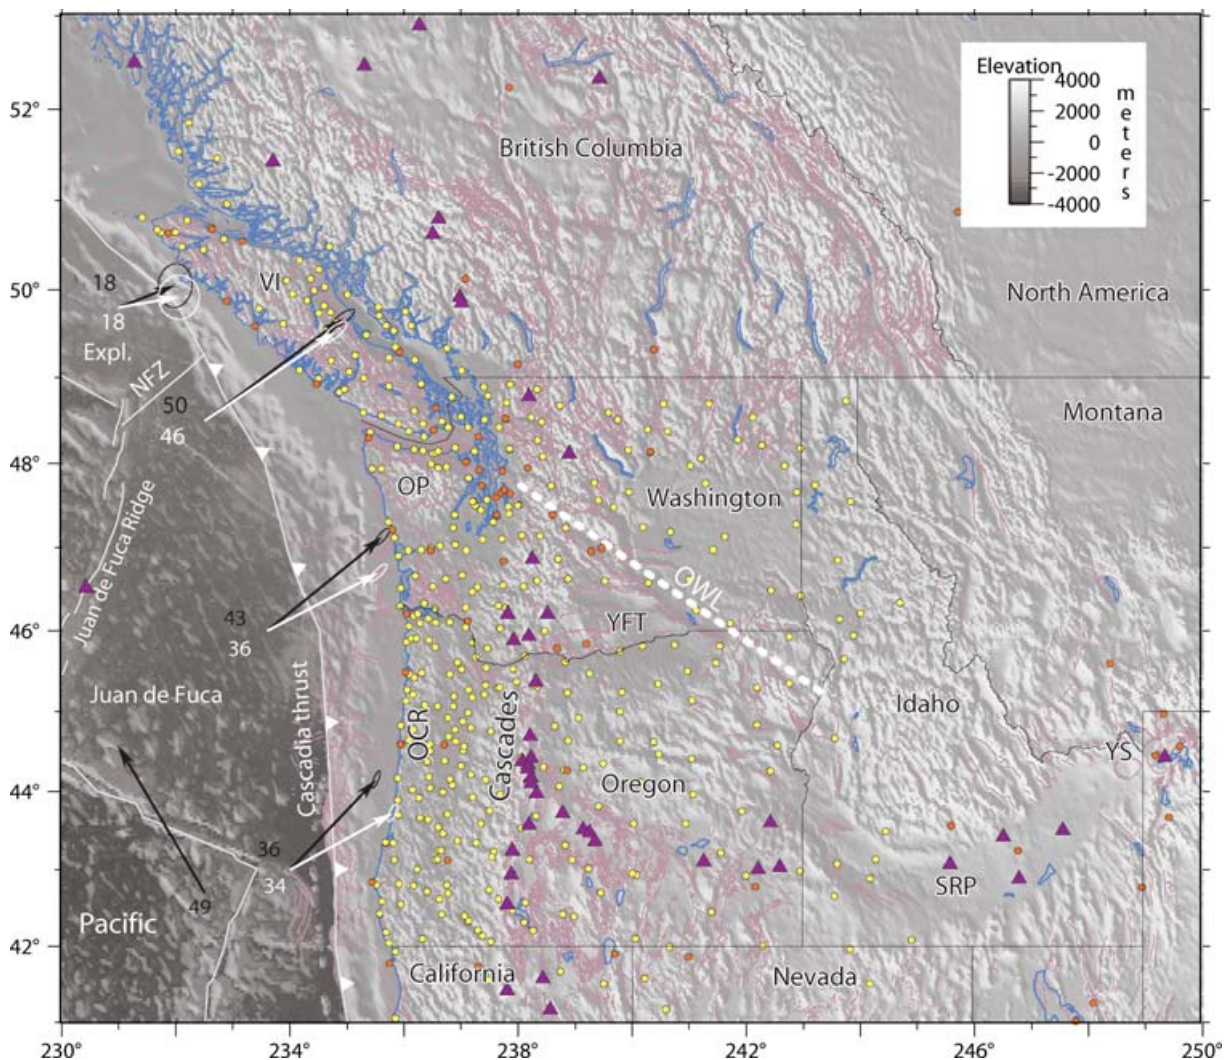 Elevation
4000
2000
0
-2000
-4000
meters
52°
50°
48°
46°
44°
42°
British Columbia
North America
Montana
VI
18
18
Expl.
NFZ
50
46
OP
Washington
OWL
YFT
Juan de Fuca Ridge
43
36
Juan de Fuca
Cascadia thrust
OCR
Cascades
Oregon
Idaho
YS
36
34
49
Pacific
SRP
California
Nevada
230°
234°
238°
242°
246°
250°